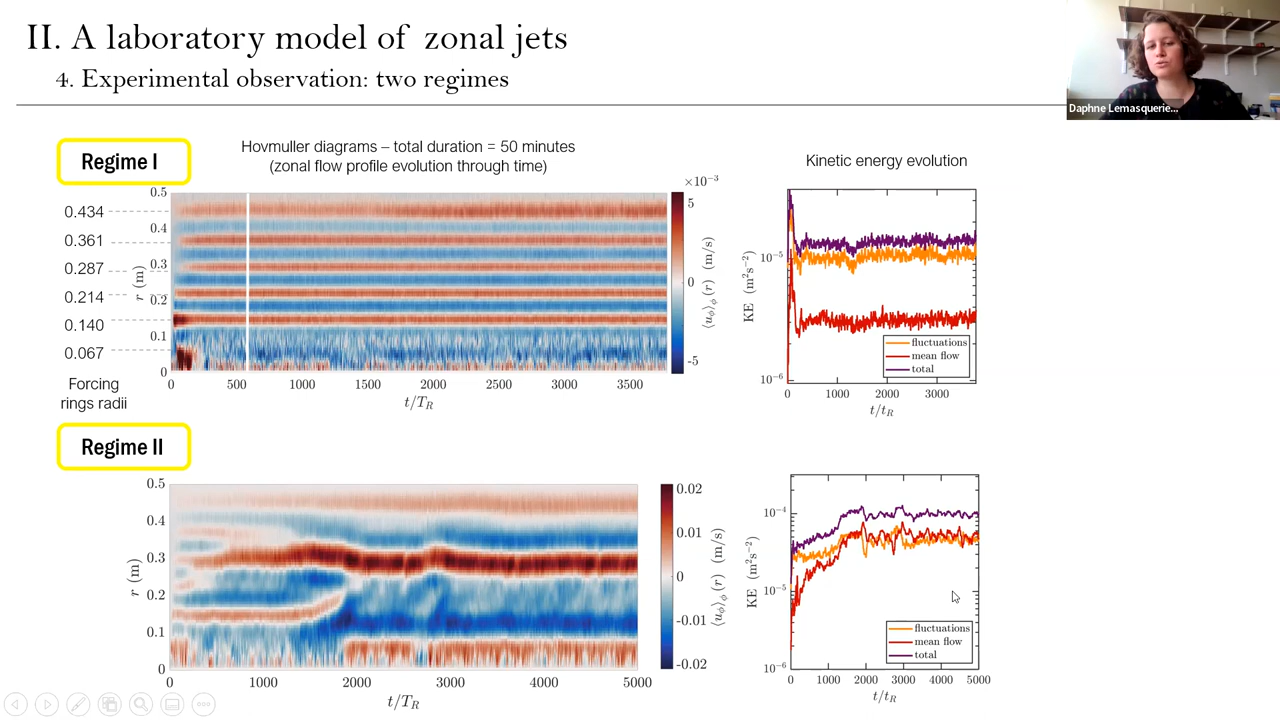 II. A laboratory model of zonal jets
4. Experimental observation: two regimes
Daphne Lemasquerie...
Regime I
Hovmuller diagrams – total duration = 50 minutes
(zonal flow profile evolution through time)
Kinetic energy evolution
0.434
0.361
0.287
0.214
0.140
0.067
Forcing
rings radii
r (m)
0.5
0.4
0.3
0.2
0.1
0
0 500 1000 1500 2000 2500 3000 3500
t/T_R
×10⁻³
5
0
-5
⟨u_ϕ⟩_ϕ (r) (m/s)
KE (m²s⁻²)
10⁻⁵
10⁻⁶
fluctuations
mean flow
total
0 1000 2000 3000
t/t_R
Regime II
r (m)
0.5
0.4
0.3
0.2
0.1
0
0 1000 2000 3000 4000 5000
t/T_R
0.02
0.01
0
-0.01
-0.02
⟨u_ϕ⟩_ϕ (r) (m/s)
KE (m²s⁻²)
10⁻⁴
10⁻⁵
10⁻⁶
fluctuations
mean flow
total
0 1000 2000 3000 4000 5000
t/t_R